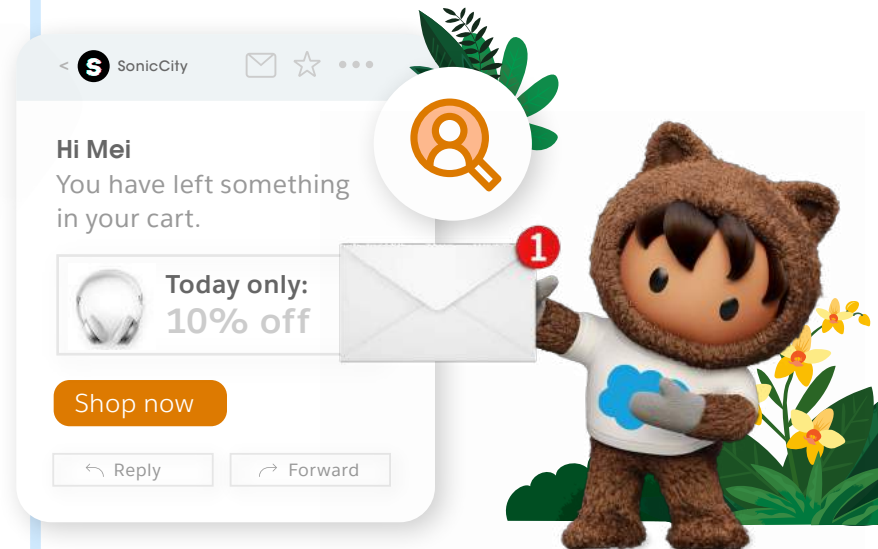 < S SonicCity
Hi Mei
You have left something
in your cart.
Today only:
10% off
1
Shop now
Reply
Forward